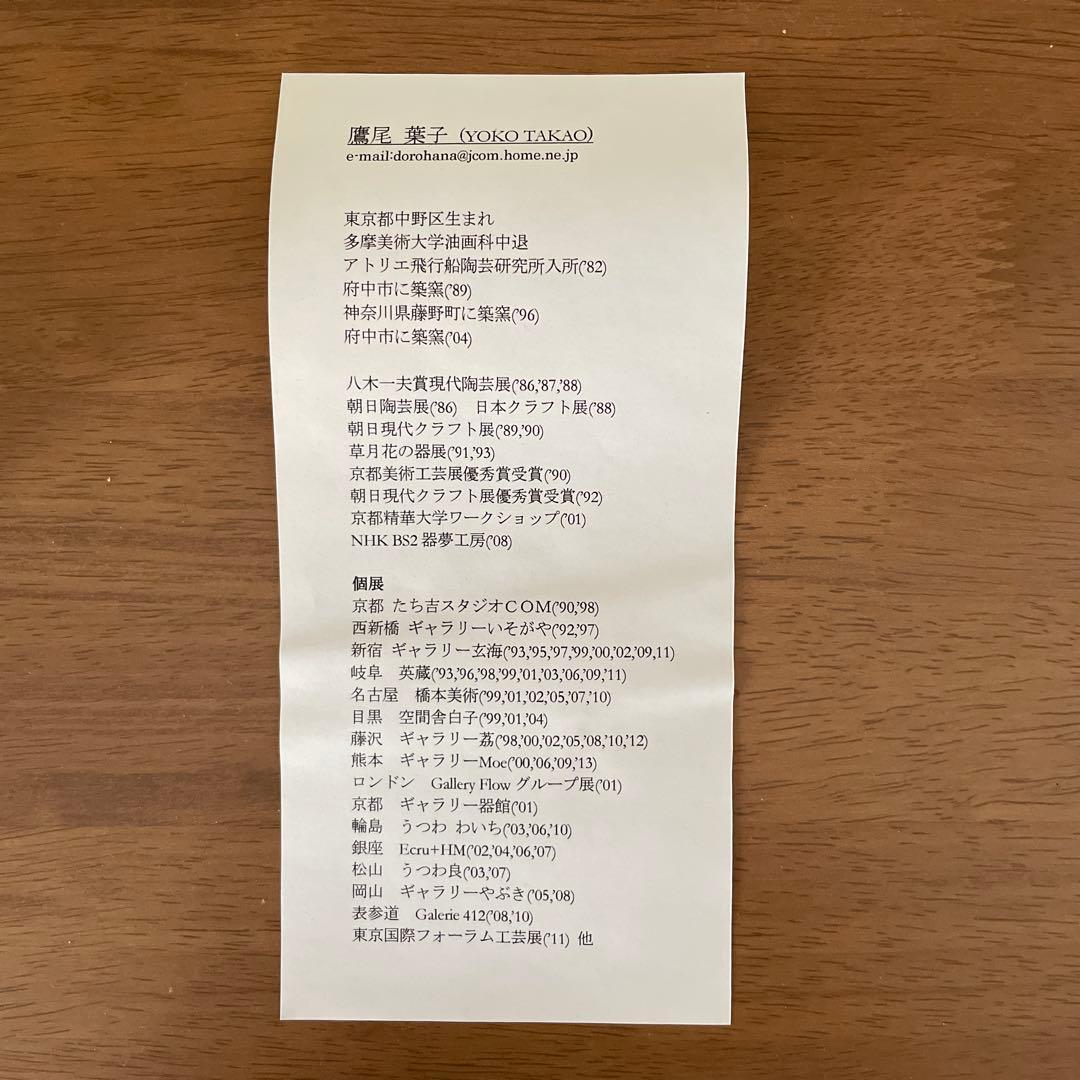 鷹尾 葉子 (YOKO TAKAO)
e-mail:dorohana@jcom.home.ne.jp
東京都中野区生まれ
多摩美術大学油画科中退
アトリエ飛行船陶芸研究所入所('82)
府中市に築窯('89)
神奈川県藤野町に築窯('96)
府中市に築窯('04)
八木一夫賞現代陶芸展('86,'87,'88)
朝日陶芸展('86)　日本クラフト展('88)
朝日現代クラフト展('89,'90)
草月花の器展('91,'93)
京都美術工芸展優秀賞受賞('90)
朝日現代クラフト展優秀賞受賞('92)
京都精華大学ワークショップ('01)
NHK BS2 器夢工房('08)
個展
京都 たち吉スタジオＣＯＭ('90,'98)
西新橋 ギャラリーいそがや('92,'97)
新宿 ギャラリー玄海('93,'95,'97,'99,'00,'02,'09,11)
岐阜　英蔵('93,'96,'98,'99,'01,'03,'06,'09,'11)
名古屋　橋本美術('99,'01,'02,'05,'07,'10)
目黒　空間舎白子('99,'01,'04)
藤沢　ギャラリー茘('98,'00,'02,'05,'08,'10,'12)
熊本　ギャラリーMoe('00,'06,'09,'13)
ロンドン　Gallery Flow グループ展('01)
京都　ギャラリー器館('01)
輪島　うつわ わいち('03,'06,'10)
銀座　Ecru+HM('02,'04,'06,'07)
松山　うつわ良('03,'07)
岡山　ギャラリーやぶき('05,'08)
表参道　Galerie 412('08,'10)
東京国際フォーラム工芸展('11) 他